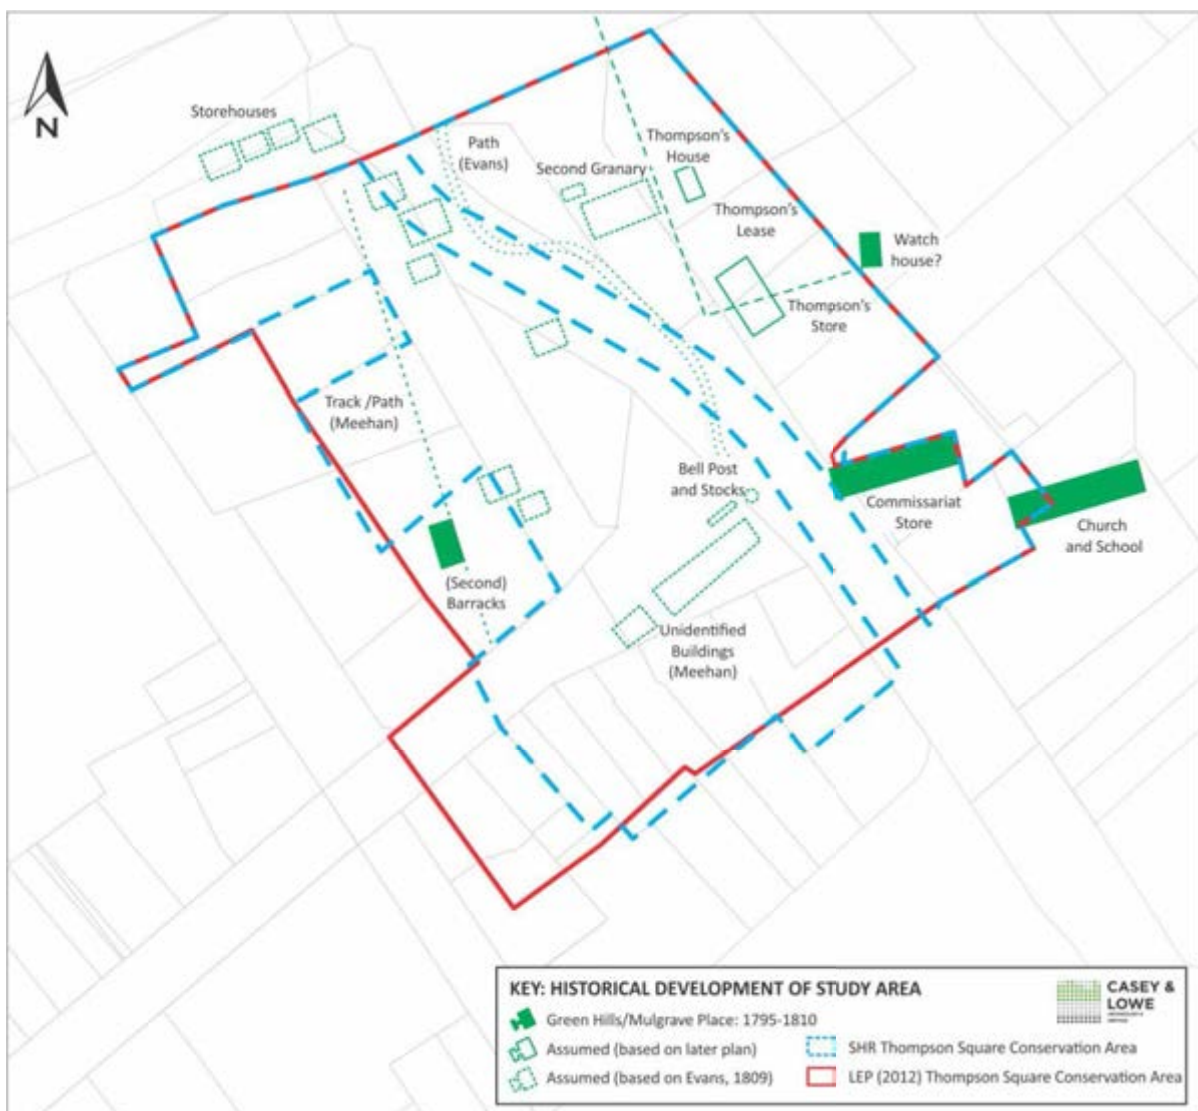 N
Storehouses
Path
(Evans)
Second Granary
Thompson's
House
Thompson's
Lease
Watch
house?
Thompson's
Store
Track /Path
(Meehan)
Bell Post
and Stocks
Commissariat
Store
Church
and School
(Second)
Barracks
Unidentified
Buildings
(Meehan)
KEY: HISTORICAL DEVELOPMENT OF STUDY AREA
Green Hills/Mulgrave Place: 1795-1810
Assumed (based on later plan)
Assumed (based on Evans, 1809)
SHR Thompson Square Conservation Area
LEP (2012) Thompson Square Conservation Area
CASEY &
LOWE